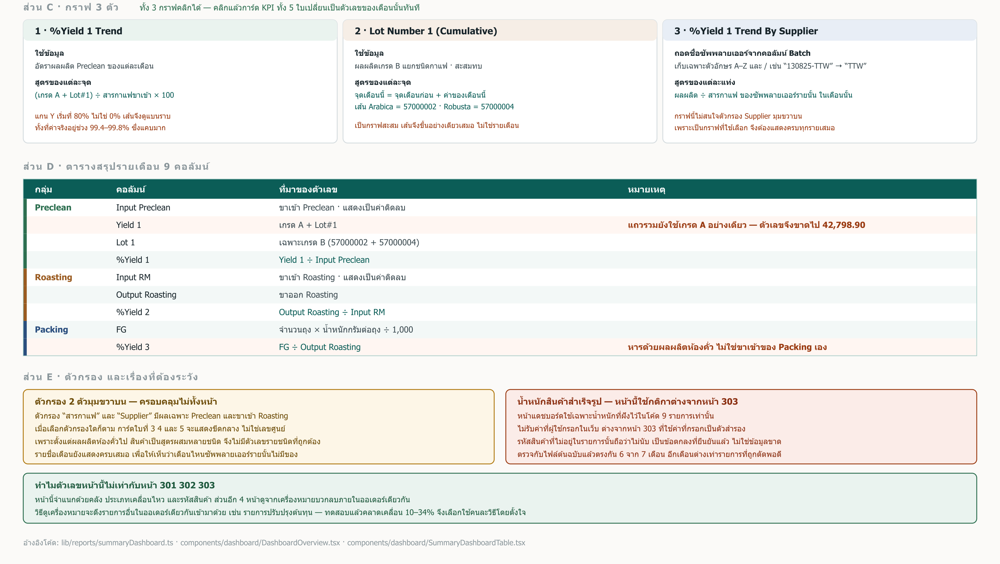 ส่วน C · กราฟ 3 ตัว ทั้ง 3 กราฟคลิกได้ — คลิกแล้วการ์ด KPI ทั้ง 5 ใบเปลี่ยนเป็นตัวเลขของเดือนนั้นทันที
1 · %Yield 1 Trend
ใช้ข้อมูล
อัตราผลผลิต Preclean ของแต่ละเดือน
สูตรของแต่ละจุด
(เกรด A + Lot#1) ÷ สารกาแฟขาเข้า × 100
แกน Y เริ่มที่ 80% ไม่ใช่ 0% เส้นจึงดูแบนราบ
ทั้งที่ค่าจริงอยู่ช่วง 99.4–99.8% ซึ่งแคบมาก
2 · Lot Number 1 (Cumulative)
ใช้ข้อมูล
ผลผลิตเกรด B แยกชนิดกาแฟ · สะสมทบ
สูตรของแต่ละจุด
จุดเดือนนี้ = จุดเดือนก่อน + ค่าของเดือนนี้
เส้น Arabica = 57000002 · Robusta = 57000004
เป็นกราฟสะสม เส้นจึงขึ้นอย่างเดียวเสมอ ไม่ใช่รายเดือน
3 · %Yield 1 Trend By Supplier
ถอดชื่อซัพพลายเออร์จากคอลัมน์ Batch
เก็บเฉพาะตัวอักษร A–Z และ / เช่น “130825-TTW” → “TTW”
สูตรของแต่ละแท่ง
ผลผลิต ÷ สารกาแฟ ของซัพพลายเออร์รายนั้น ในเดือนนั้น
กราฟนี้ไม่สนใจตัวกรอง Supplier มุมขวาบน
เพราะเป็นกราฟที่ใช้เลือก จึงต้องแสดงครบทุกรายเสมอ
ส่วน D · ตารางสรุปรายเดือน 9 คอลัมน์
กลุ่ม คอลัมน์ ที่มาของตัวเลข หมายเหตุ
Preclean Input Preclean ขาเข้า Preclean · แสดงเป็นค่าติดลบ
Yield 1 เกรด A + Lot#1 แถวรวมยังใช้เกรด A อย่างเดียว — ตัวเลขจึงขาดไป 42,798.90
Lot 1 เฉพาะเกรด B (57000002 + 57000004)
%Yield 1 Yield 1 ÷ Input Preclean
Roasting Input RM ขาเข้า Roasting · แสดงเป็นค่าติดลบ
Output Roasting ขาออก Roasting
%Yield 2 Output Roasting ÷ Input RM
Packing FG จำนวนถุง × น้ำหนักกรัมต่อถุง ÷ 1,000
%Yield 3 FG ÷ Output Roasting หารด้วยผลผลิตห้องคั่ว ไม่ใช่ขาเข้าของ Packing เอง
ส่วน E · ตัวกรอง และเรื่องที่ต้องระวัง
ตัวกรอง 2 ตัวมุมขวาบน — ครอบคลุมไม่ทั้งหน้า
ตัวกรอง “สารกาแฟ” และ “Supplier” มีผลเฉพาะ Preclean และขาเข้า Roasting
เมื่อเลือกตัวกรองใดก็ตาม การ์ดใบที่ 3 4 และ 5 จะแสดงขีดกลาง ไม่ใช่เลขศูนย์
เพราะตั้งแต่ผลผลิตห้องคั่วไป สินค้าเป็นสูตรผสมหลายชนิด จึงไม่มีตัวเลขรายชนิดที่ถูกต้อง
รายชื่อเดือนยังแสดงครบเสมอ เพื่อให้เห็นว่าเดือนไหนซัพพลายเออร์รายนั้นไม่มีของ
น้ำหนักสินค้าสำเร็จรูป — หน้านี้ใช้กติกาต่างจากหน้า 303
หน้าแดชบอร์ดใช้เฉพาะน้ำหนักที่ฝังไว้ในโค้ด 9 รายการเท่านั้น
ไม่รับค่าที่ผู้ใช้กรอกในเว็บ ต่างจากหน้า 303 ที่ใช้ค่าที่กรอกเป็นตัวสำรอง
รหัสสินค้าที่ไม่อยู่ในรายการนั้นถือว่าไม่นับ เป็นข้อตกลงที่ยืนยันแล้ว ไม่ใช่ข้อมูลขาด
ตรวจกับไฟล์ต้นฉบับแล้วตรงกัน 6 จาก 7 เดือน อีกเดือนต่างเท่ารายการที่ถูกตัดพอดี
ทำไมตัวเลขหน้านี้ไม่เท่ากับหน้า 301 302 303
หน้านี้จำแนกด้วยคลัง ประเภทเคลื่อนไหว และรหัสสินค้า ส่วนอีก 4 หน้าดูจากเครื่องหมายบวกลบภายในออเดอร์เดียวกัน
วิธีดูเครื่องหมายจะดึงรายการอื่นในออเดอร์เดียวกันเข้ามาด้วย เช่น รายการปรับปรุงต้นทุน — ทดสอบแล้วคลาดเคลื่อน 10–34% จึงเลือกใช้คนละวิธีโดยตั้งใจ
อ้างอิงโค้ด: lib/reports/summaryDashboard.ts · components/dashboard/DashboardOverview.tsx · components/dashboard/SummaryDashboardTable.tsx